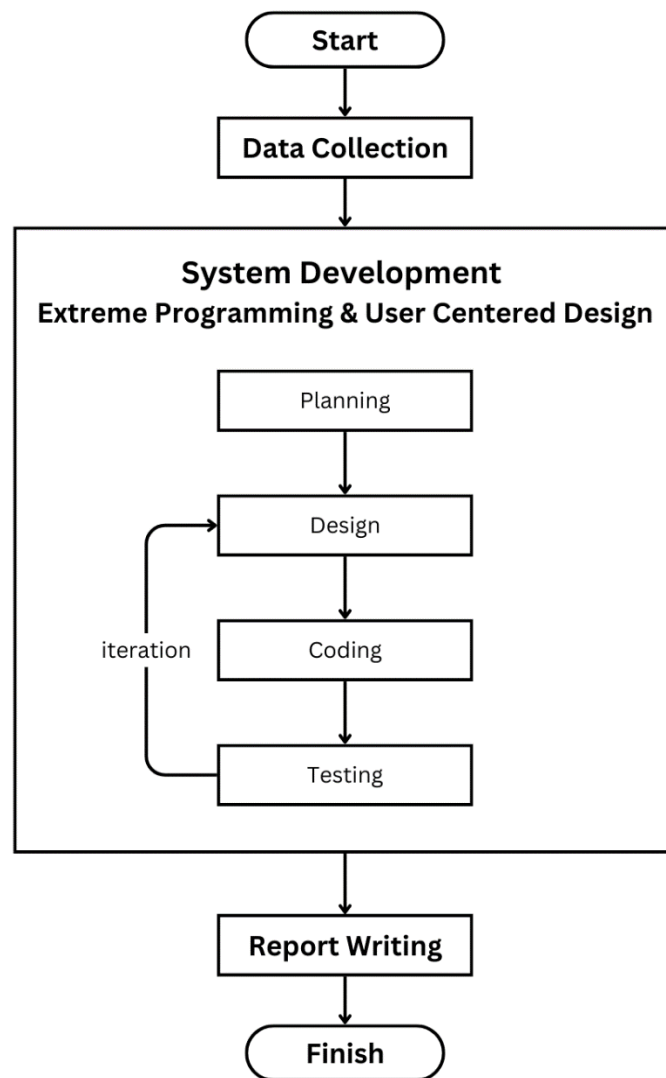 Start
Data Collection
System Development
Extreme Programming & User Centered Design
Planning
Design
iteration
Coding
Testing
Report Writing
Finish